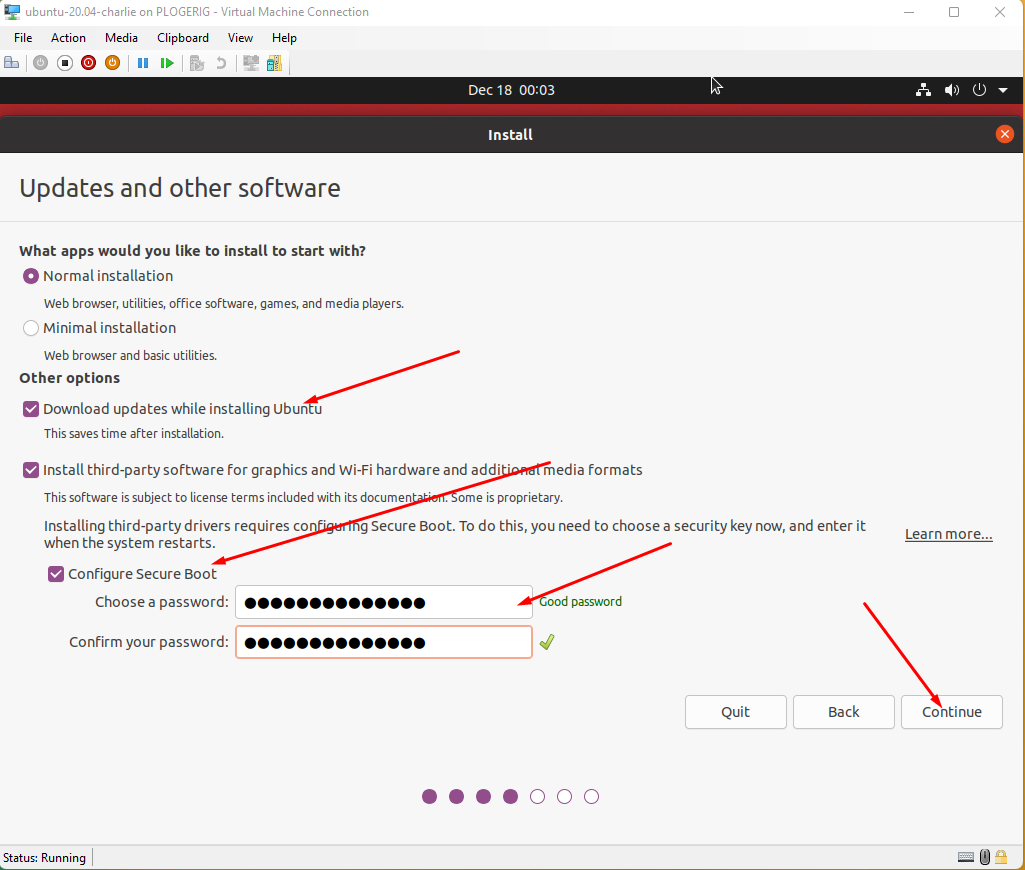 ubuntu-20.04-charlie on PLOGERIG - Virtual Machine Connection
File Action Media Clipboard View Help
Dec 18 00:03
Install
Updates and other software
What apps would you like to install to start with?
Normal installation
Web browser, utilities, office software, games, and media players.
Minimal installation
Web browser and basic utilities.
Other options
Download updates while installing Ubuntu
This saves time after installation.
Install third-party software for graphics and Wi-Fi hardware and additional media formats
This software is subject to license terms included with its documentation. Some is proprietary.
Installing third-party drivers requires configuring Secure Boot. To do this, you need to choose a security key now, and enter it
when the system restarts.
Learn more...
Configure Secure Boot
Choose a password: ●●●●●●●●●●●●●● Good password
Confirm your password: ●●●●●●●●●●●●●●
Quit Back Continue
Status: Running